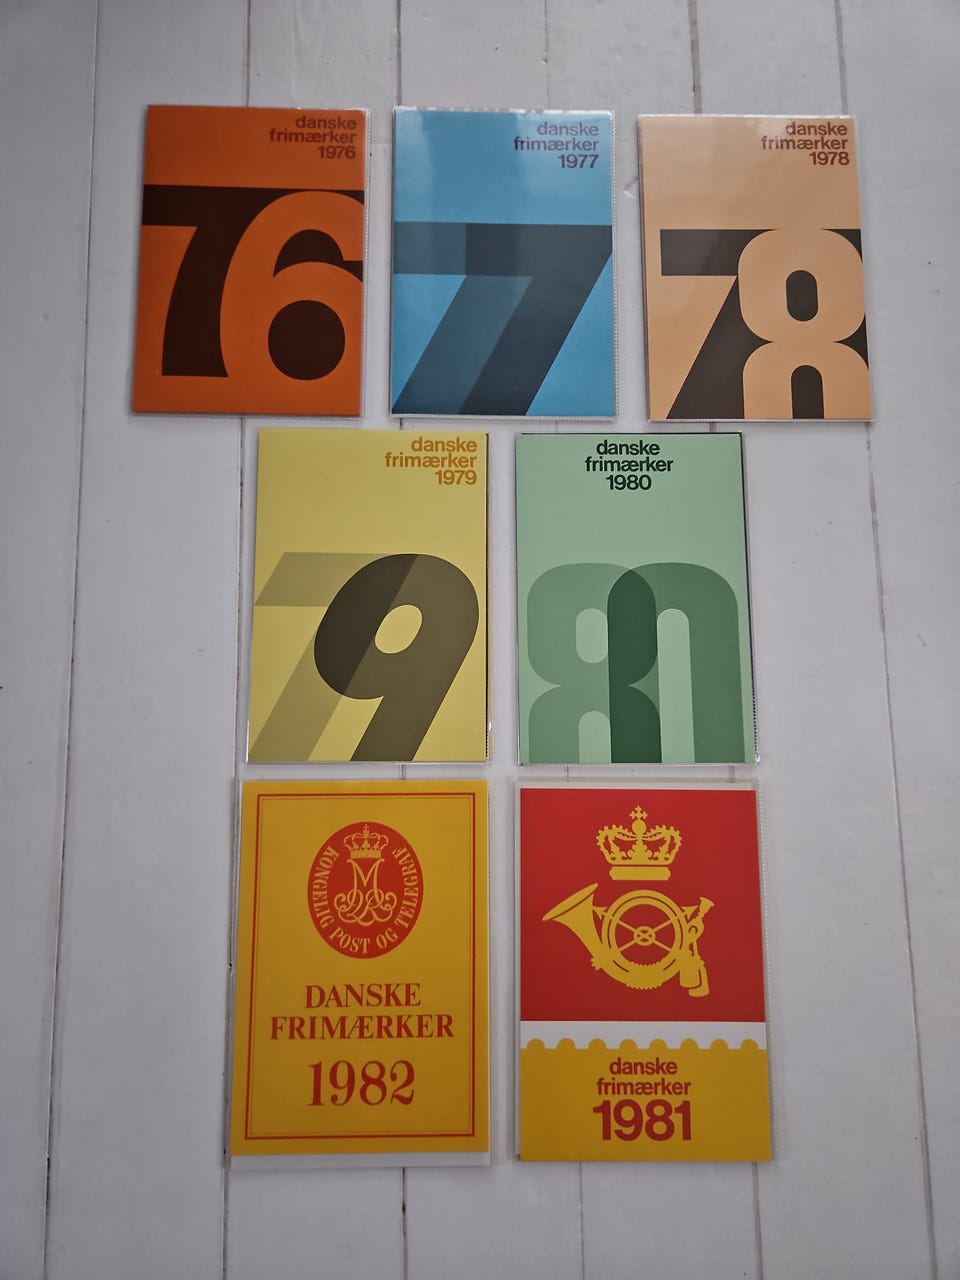 danske
frimærker
1976
76
danske
frimærker
1977
77
danske
frimærker
1978
78
danske
frimærker
1979
79
danske
frimærker
1980
80
KONGELIG POST OG TELEGRAF
DANSKE
FRIMÆRKER
1982
danske
frimærker
1981